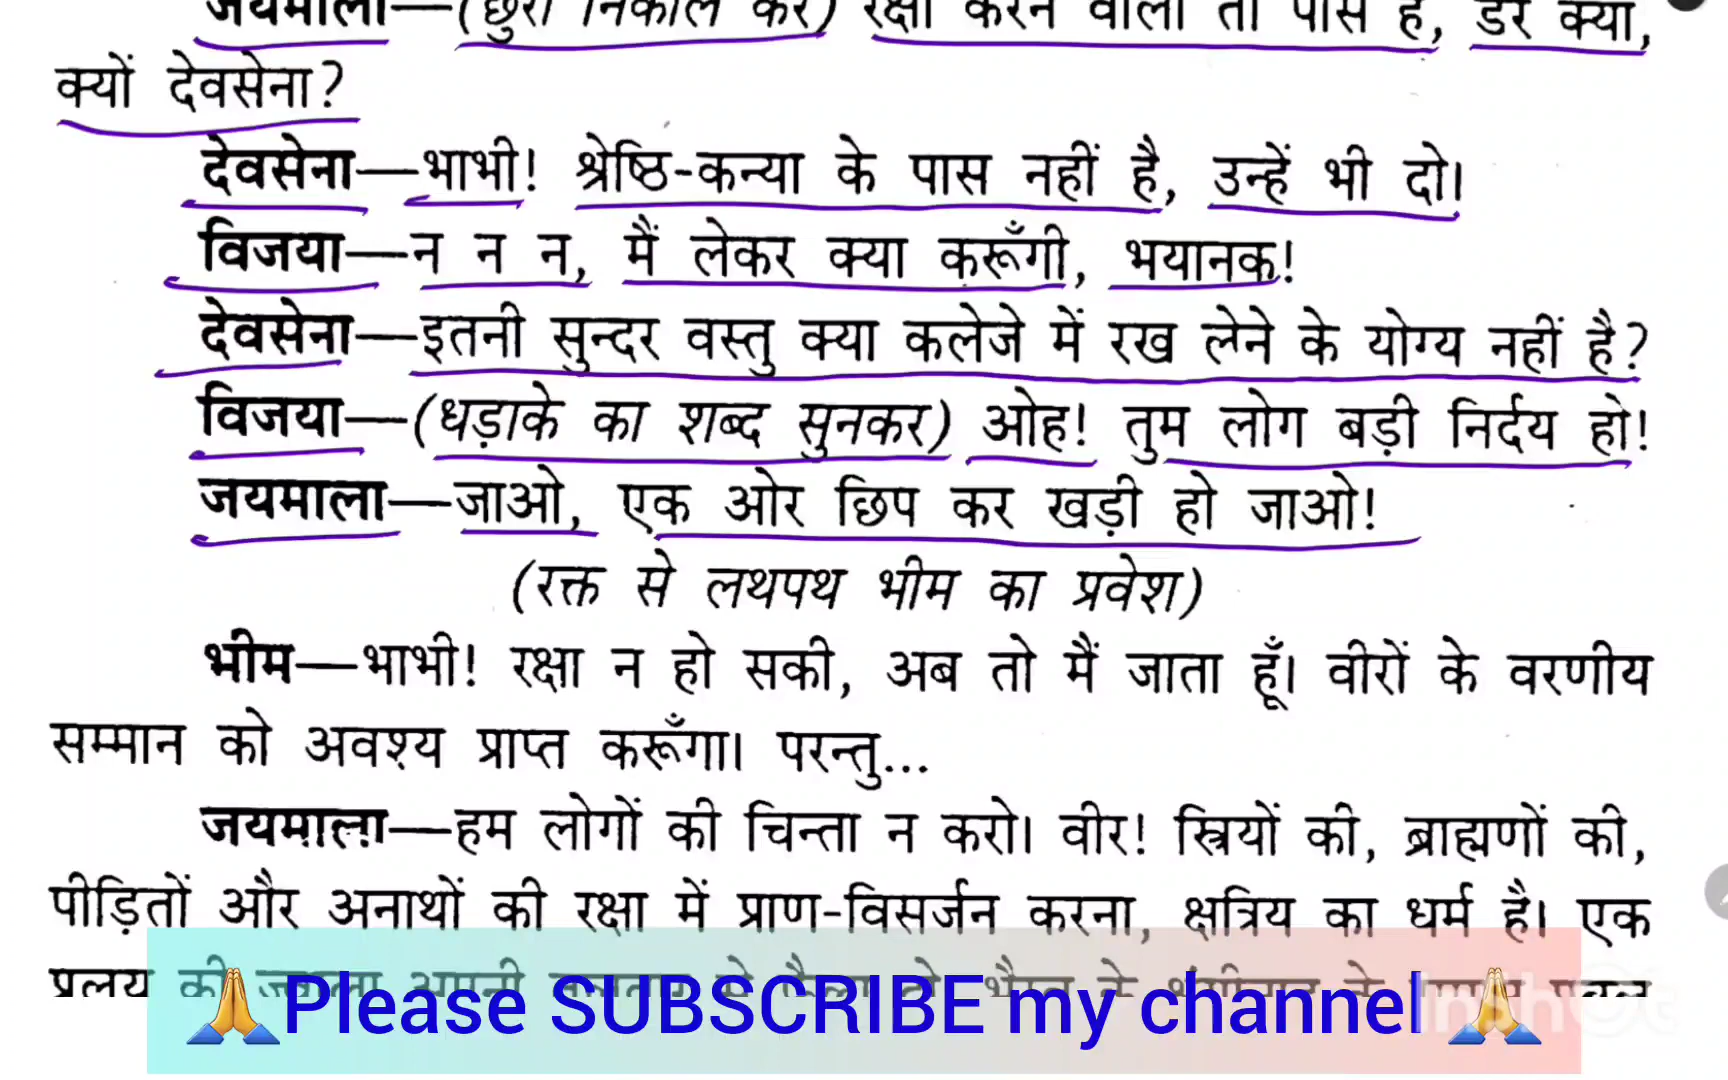 जयमाला—(छुरी निकाल कर) रक्षा करने वाली तो पास है, डर क्या,
क्यों देवसेना?
देवसेना—भाभी! श्रेष्ठि-कन्या के पास नहीं है, उन्हें भी दो।
विजया—न न न, मैं लेकर क्या करूँगी, भयानक!
देवसेना—इतनी सुन्दर वस्तु क्या कलेजे में रख लेने के योग्य नहीं है?
विजया—(धड़ाके का शब्द सुनकर) ओह! तुम लोग बड़ी निर्दय हो!
जयमाला—जाओ, एक ओर छिप कर खड़ी हो जाओ!
(रक्त से लथपथ भीम का प्रवेश)
भीम—भाभी! रक्षा न हो सकी, अब तो मैं जाता हूँ। वीरों के वरणीय
सम्मान को अवश्य प्राप्त करूँगा। परन्तु...
जयमाला—हम लोगों की चिन्ता न करो। वीर! स्त्रियों की, ब्राह्मणों की,
पीड़ितों और अनाथों की रक्षा में प्राण-विसर्जन करना, क्षत्रिय का धर्म है। एक
प्रलय की ज्वाला अपनी
🙏Please SUBSCRIBE my channel 🙏
InShOt